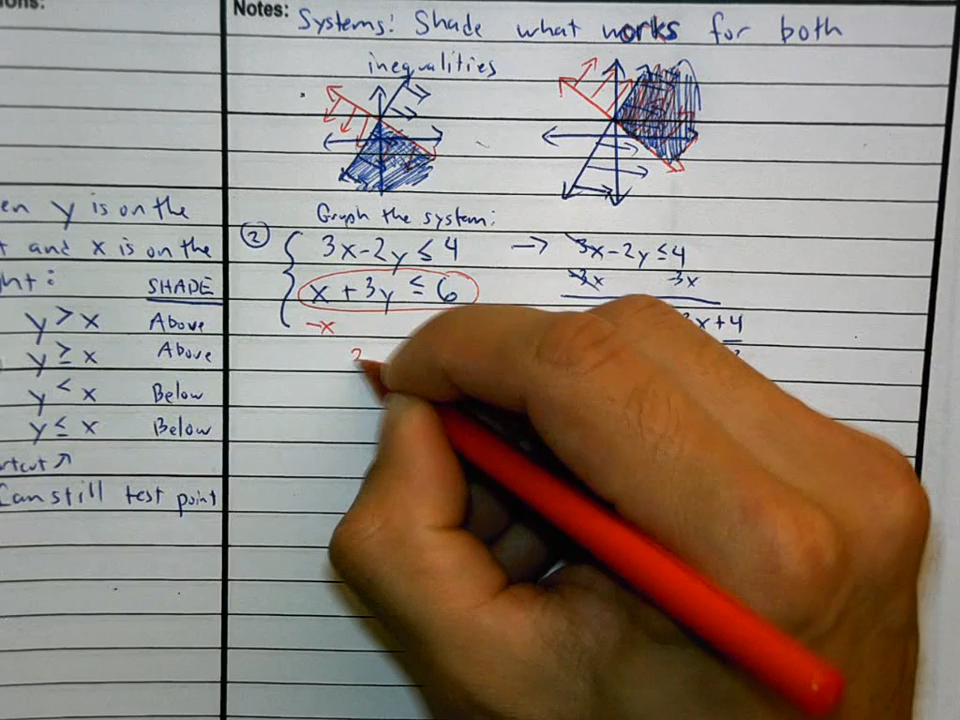 Notes: Systems: Shade what works for both
inequalities
Graph the system:
② 3x-2y ≤ 4 → 3x-2y ≤ 4
x + 3y ≤ 6 -3x -3x
-x
x+4
3
y is on the
and x is on the
SHADE
y > x Above
y ≥ x Above
y < x Below
y ≤ x Below
Can still test point